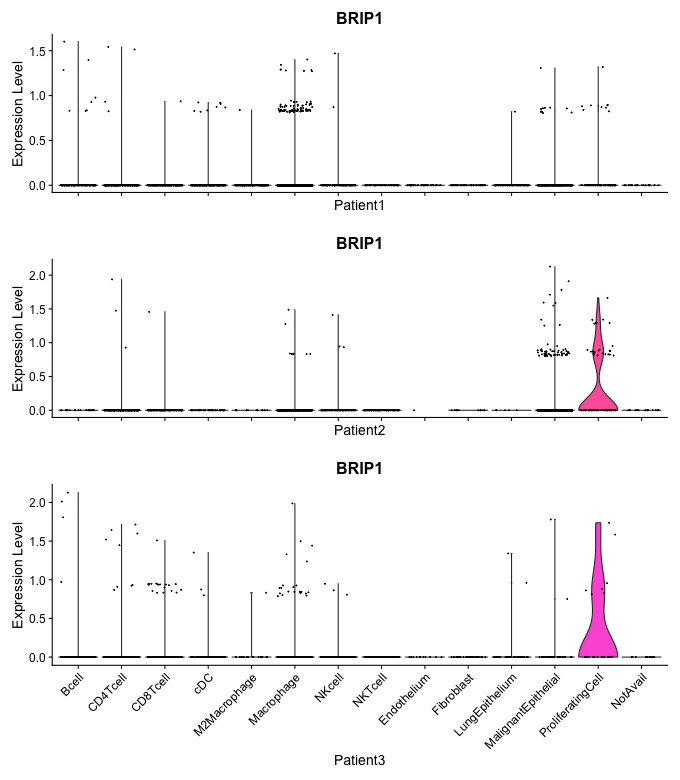 BRIP1
Expression Level
1.5
1.0
0.5
0.0
Patient1
BRIP1
Expression Level
2.0
1.5
1.0
0.5
0.0
Patient2
BRIP1
Expression Level
2.0
1.5
1.0
0.5
0.0
Bcell
CD4Tcell
CD8Tcell
cDC
M2Macrophage
Macrophage
NKcell
NKTcell
Endothelium
Fibroblast
LungEpithelium
MalignantEpithelial
ProliferatingCell
NotAvail
Patient3